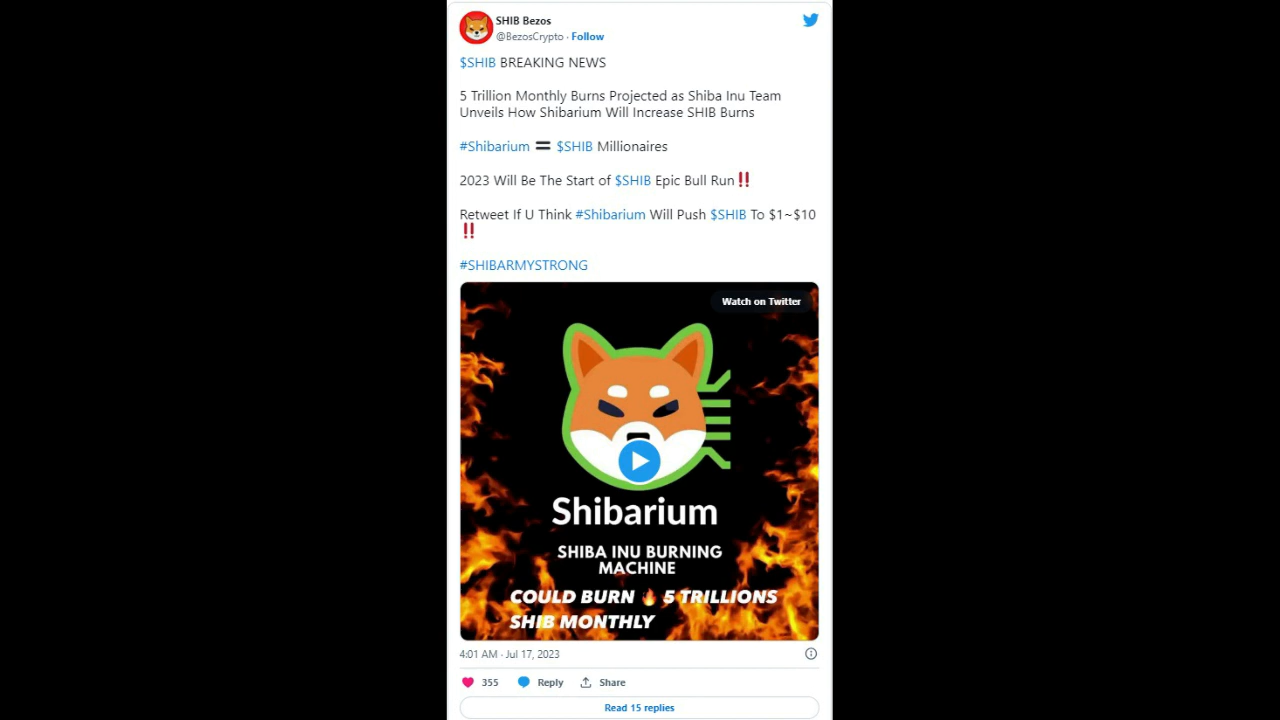 SHIB Bezos
@BezosCrypto · Follow
$SHIB BREAKING NEWS
5 Trillion Monthly Burns Projected as Shiba Inu Team
Unveils How Shibarium Will Increase SHIB Burns
#Shibarium 🟰 $SHIB Millionaires
2023 Will Be The Start of $SHIB Epic Bull Run‼️
Retweet If U Think #Shibarium Will Push $SHIB To $1~$10
‼️
#SHIBARMYSTRONG
Watch on Twitter
Shibarium
SHIBA INU BURNING
MACHINE
COULD BURN 🔥 5 TRILLIONS
SHIB MONTHLY
4:01 AM · Jul 17, 2023
355 Reply Share
Read 15 replies